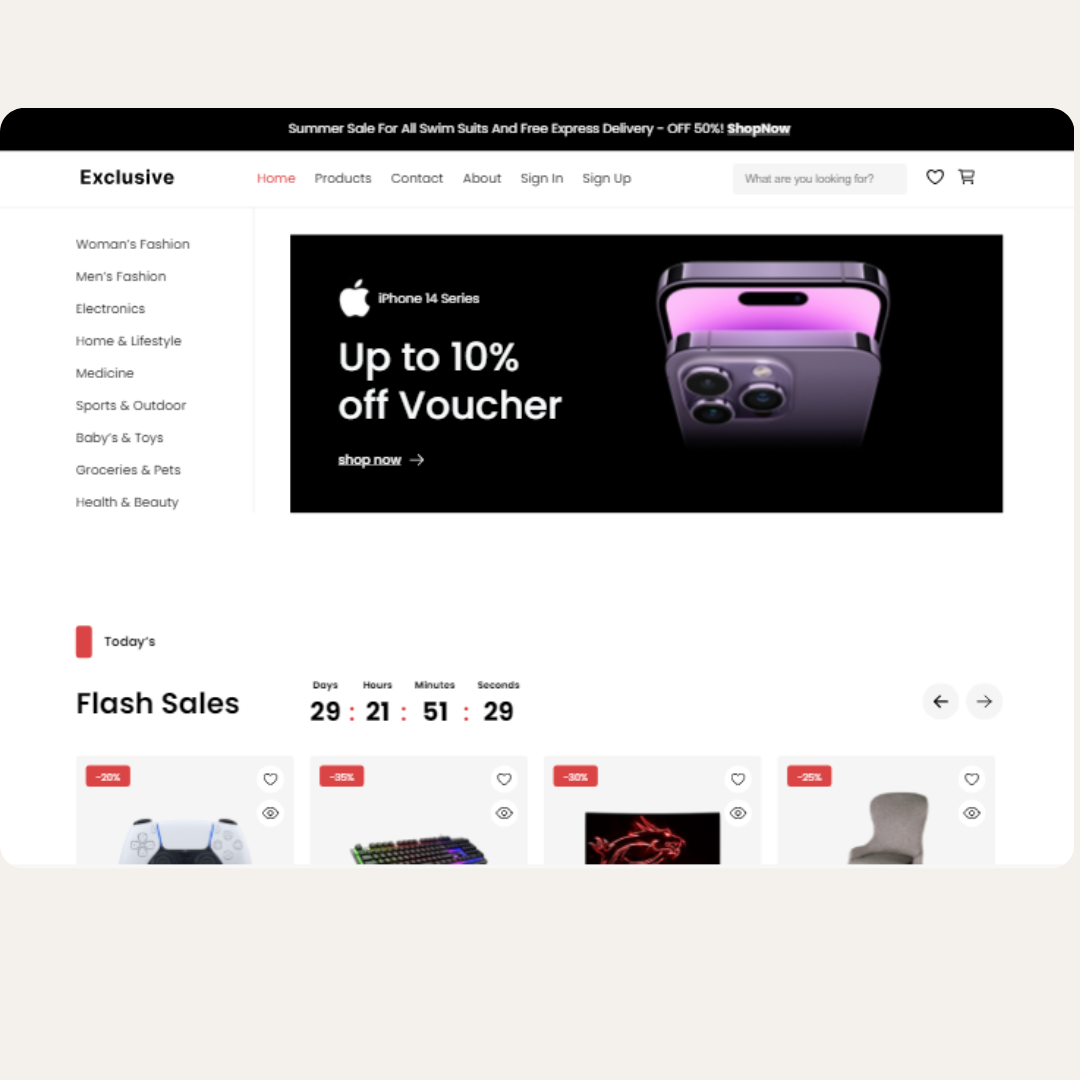 Summer Sale For All Swim Suits And Free Express Delivery - OFF 50%! ShopNow
Exclusive
Home Products Contact About Sign In Sign Up
What are you looking for?
Woman's Fashion
Men's Fashion
Electronics
Home & Lifestyle
Medicine
Sports & Outdoor
Baby's & Toys
Groceries & Pets
Health & Beauty
iPhone 14 Series
Up to 10%
off Voucher
shop now
Today's
Flash Sales
Days Hours Minutes Seconds
29 : 21 : 51 : 29
-20% -35% -30% -25%